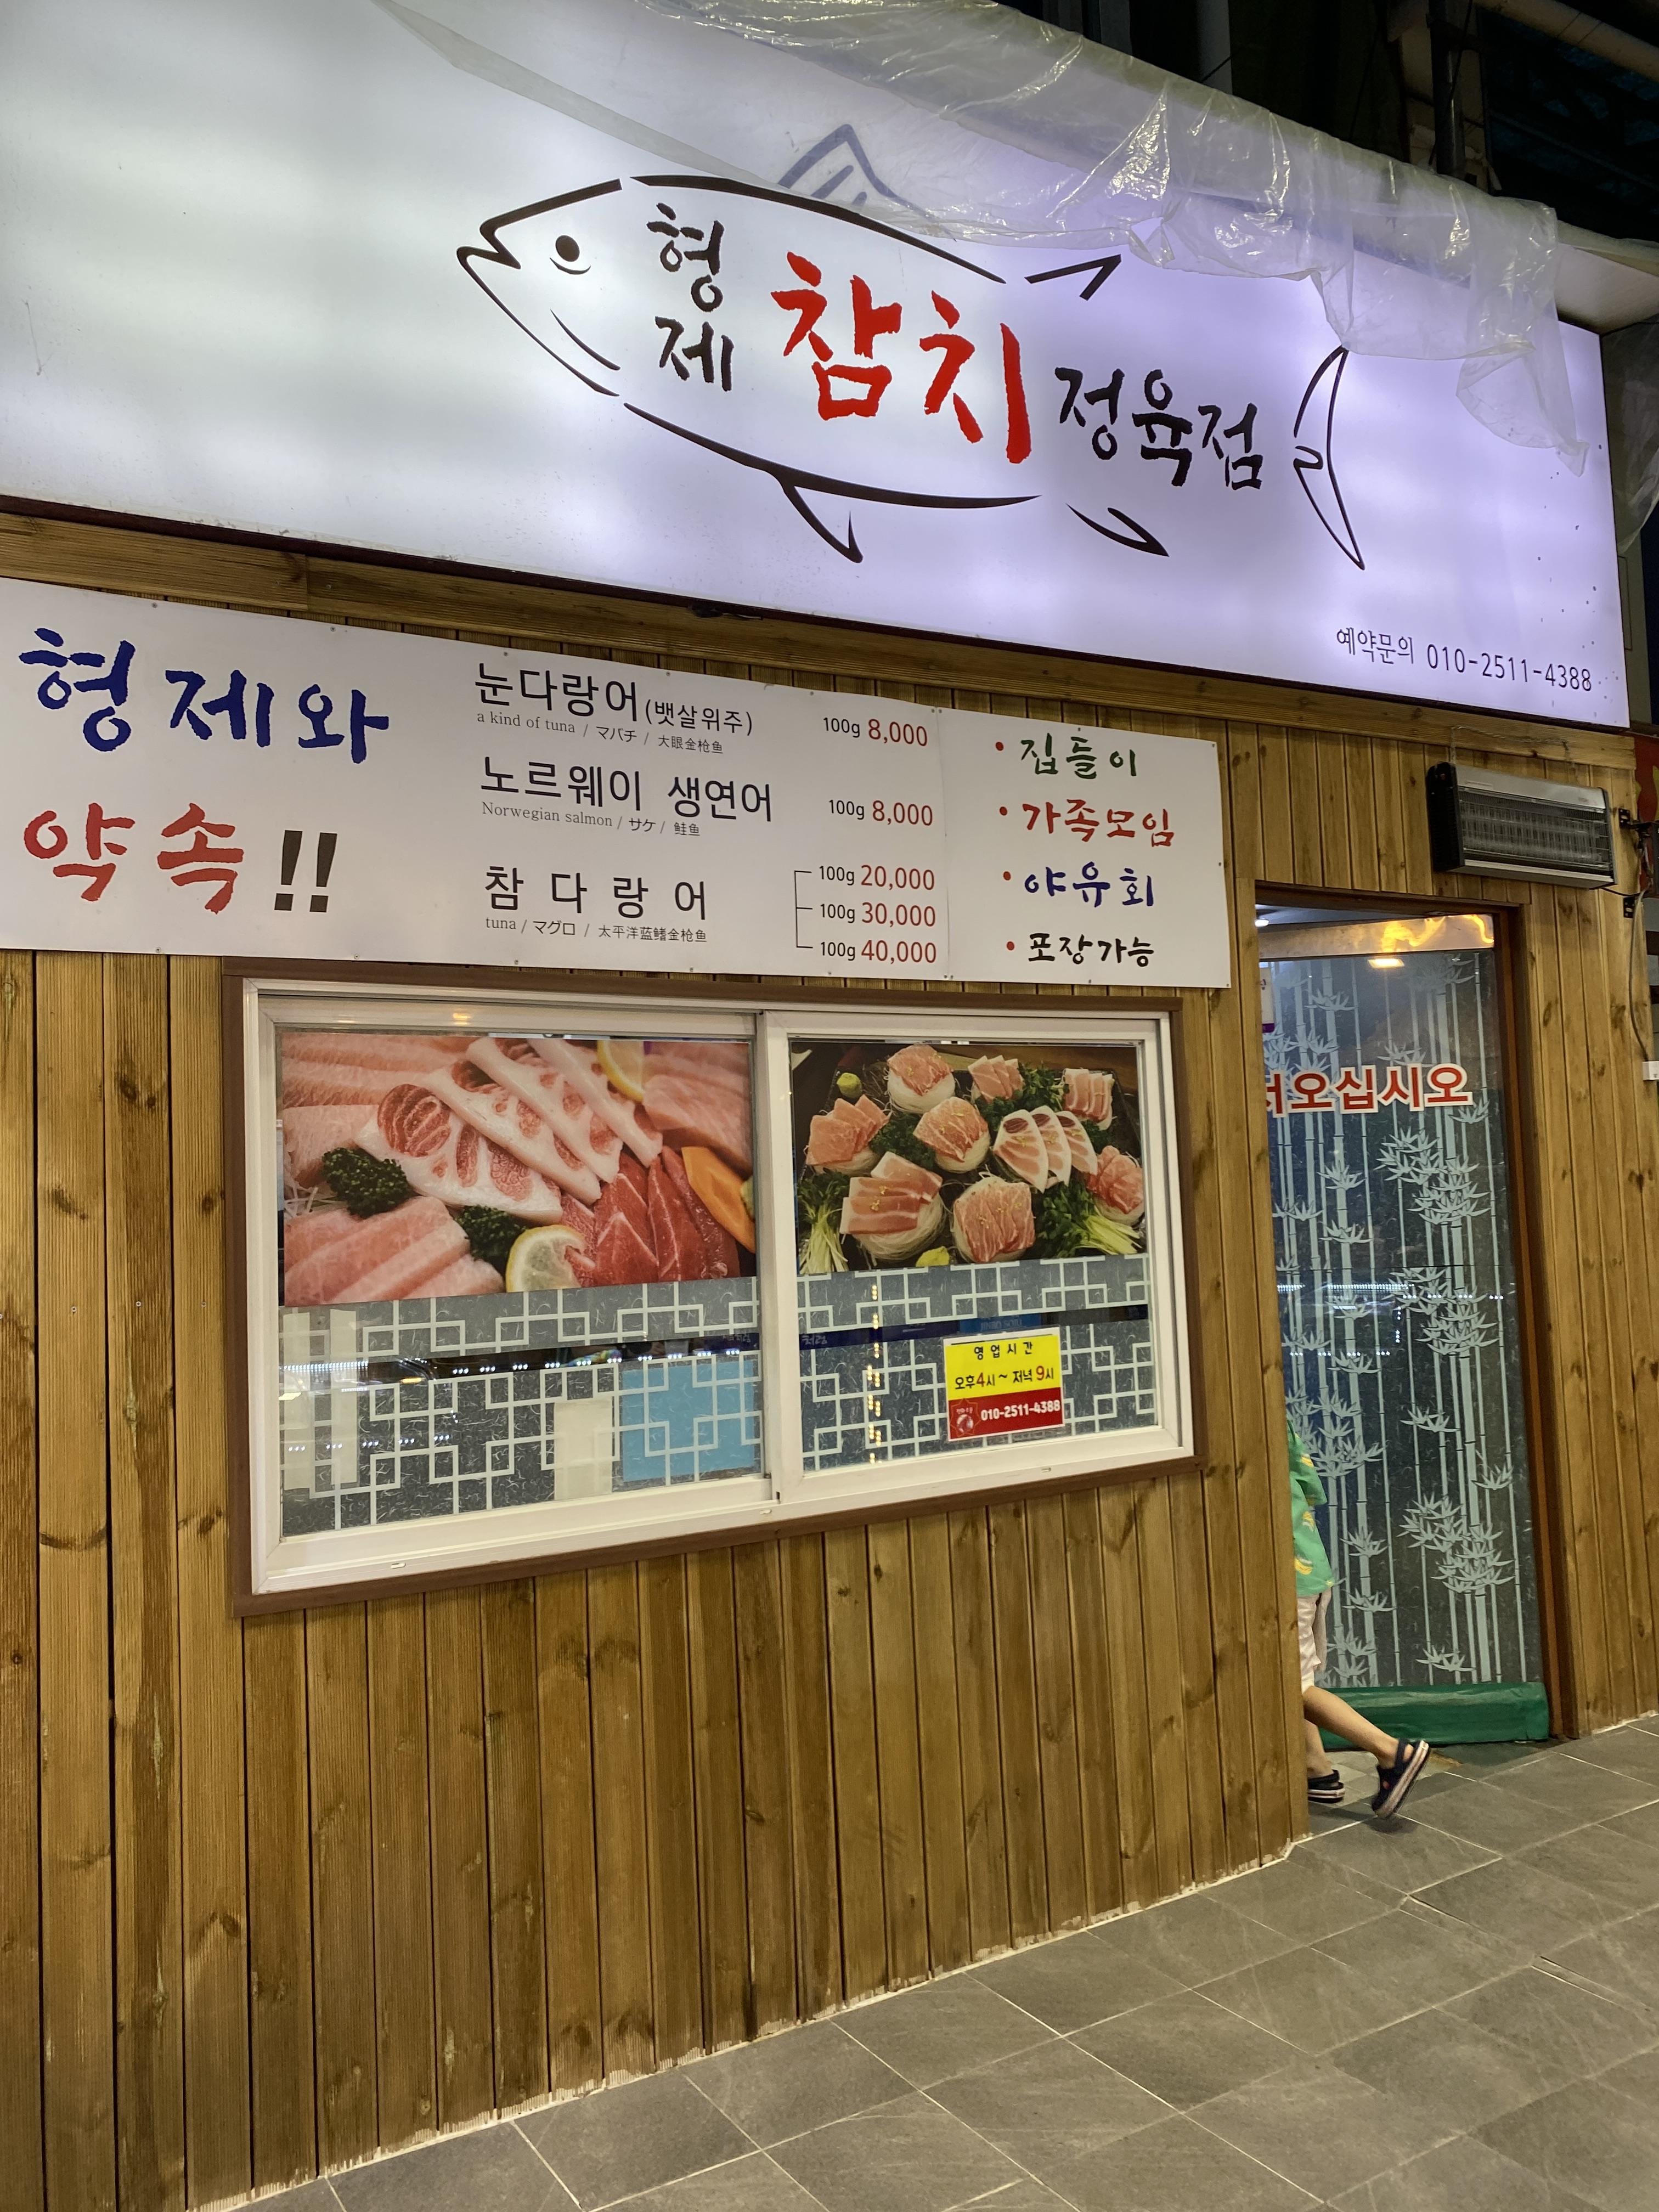 형제 참치 정육점
예약문의 010-2511-4388
형제와
약속!!
눈다랑어(뱃살위주) 100g 8,000
a kind of tuna / マバチ / 大眼金枪鱼
노르웨이 생연어 100g 8,000
Norwegian salmon / サケ / 鲑鱼
참다랑어 100g 20,000
100g 30,000
100g 40,000
tuna / マグロ / 太平洋蓝鳍金枪鱼
• 집들이
• 가족모임
• 야유회
• 포장가능
오십시오
영업시간
오후4시~저녁9시
010-2511-4388